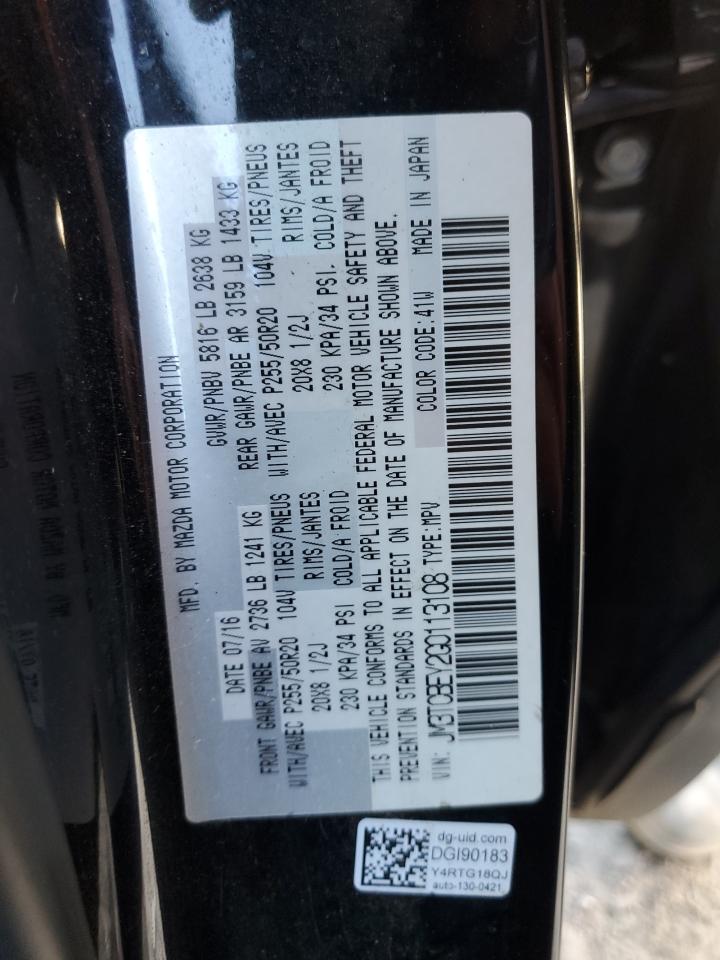 MFD. BY MAZDA MOTOR CORPORATION
DATE 07/16 GVWR/PNBV 5816 LB 2638 KG
FRONT GAWR/PNBE AV 2736 LB 1241 KG REAR GAWR/PNBE AR 3159 LB 1433 KG
WITH/AVEC P255/50R20 104V TIRES/PNEUS WITH/AVEC P255/50R20 104V TIRES/PNEUS
20X8 1/2J RIMS/JANTES 20X8 1/2J RIMS/JANTES
230 KPA/34 PSI COLD/A FROID 230 KPA/34 PSI. COLD/A FROID
THIS VEHICLE CONFORMS TO ALL APPLICABLE FEDERAL MOTOR VEHICLE SAFETY AND THEFT
PREVENTION STANDARDS IN EFFECT ON THE DATE OF MANUFACTURE SHOWN ABOVE.
VIN: JM3TCBEV2G0113108 TYPE:MPV COLOR CODE:41W MADE IN JAPAN
dg-uid.com
DGI90183
Y4RTG18QJ
auto-130-0421